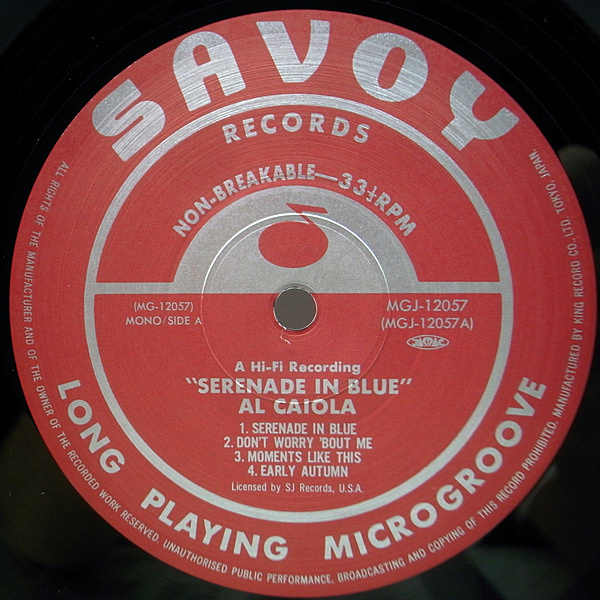 SAVOY
RECORDS
NON-BREAKABLE—33⅓RPM
(MG-12057)
MONO/SIDE A
MGJ-12057
(MGJ-12057A)
JASRAC
A Hi-Fi Recording
"SERENADE IN BLUE"
AL CAIOLA
1. SERENADE IN BLUE
2. DON'T WORRY 'BOUT ME
3. MOMENTS LIKE THIS
4. EARLY AUTUMN
Licensed by SJ Records, U.S.A.
LONG PLAYING MICROGROOVE
ALL RIGHTS OF THE MANUFACTURER AND OF THE OWNER OF THE RECORDED WORK RESERVED. UNAUTHORISED PUBLIC PERFORMANCE, BROADCASTING AND COPYING OF THIS RECORD PROHIBITED. MANUFACTURED BY KING RECORD CO., LTD. TOKYO JAPAN.